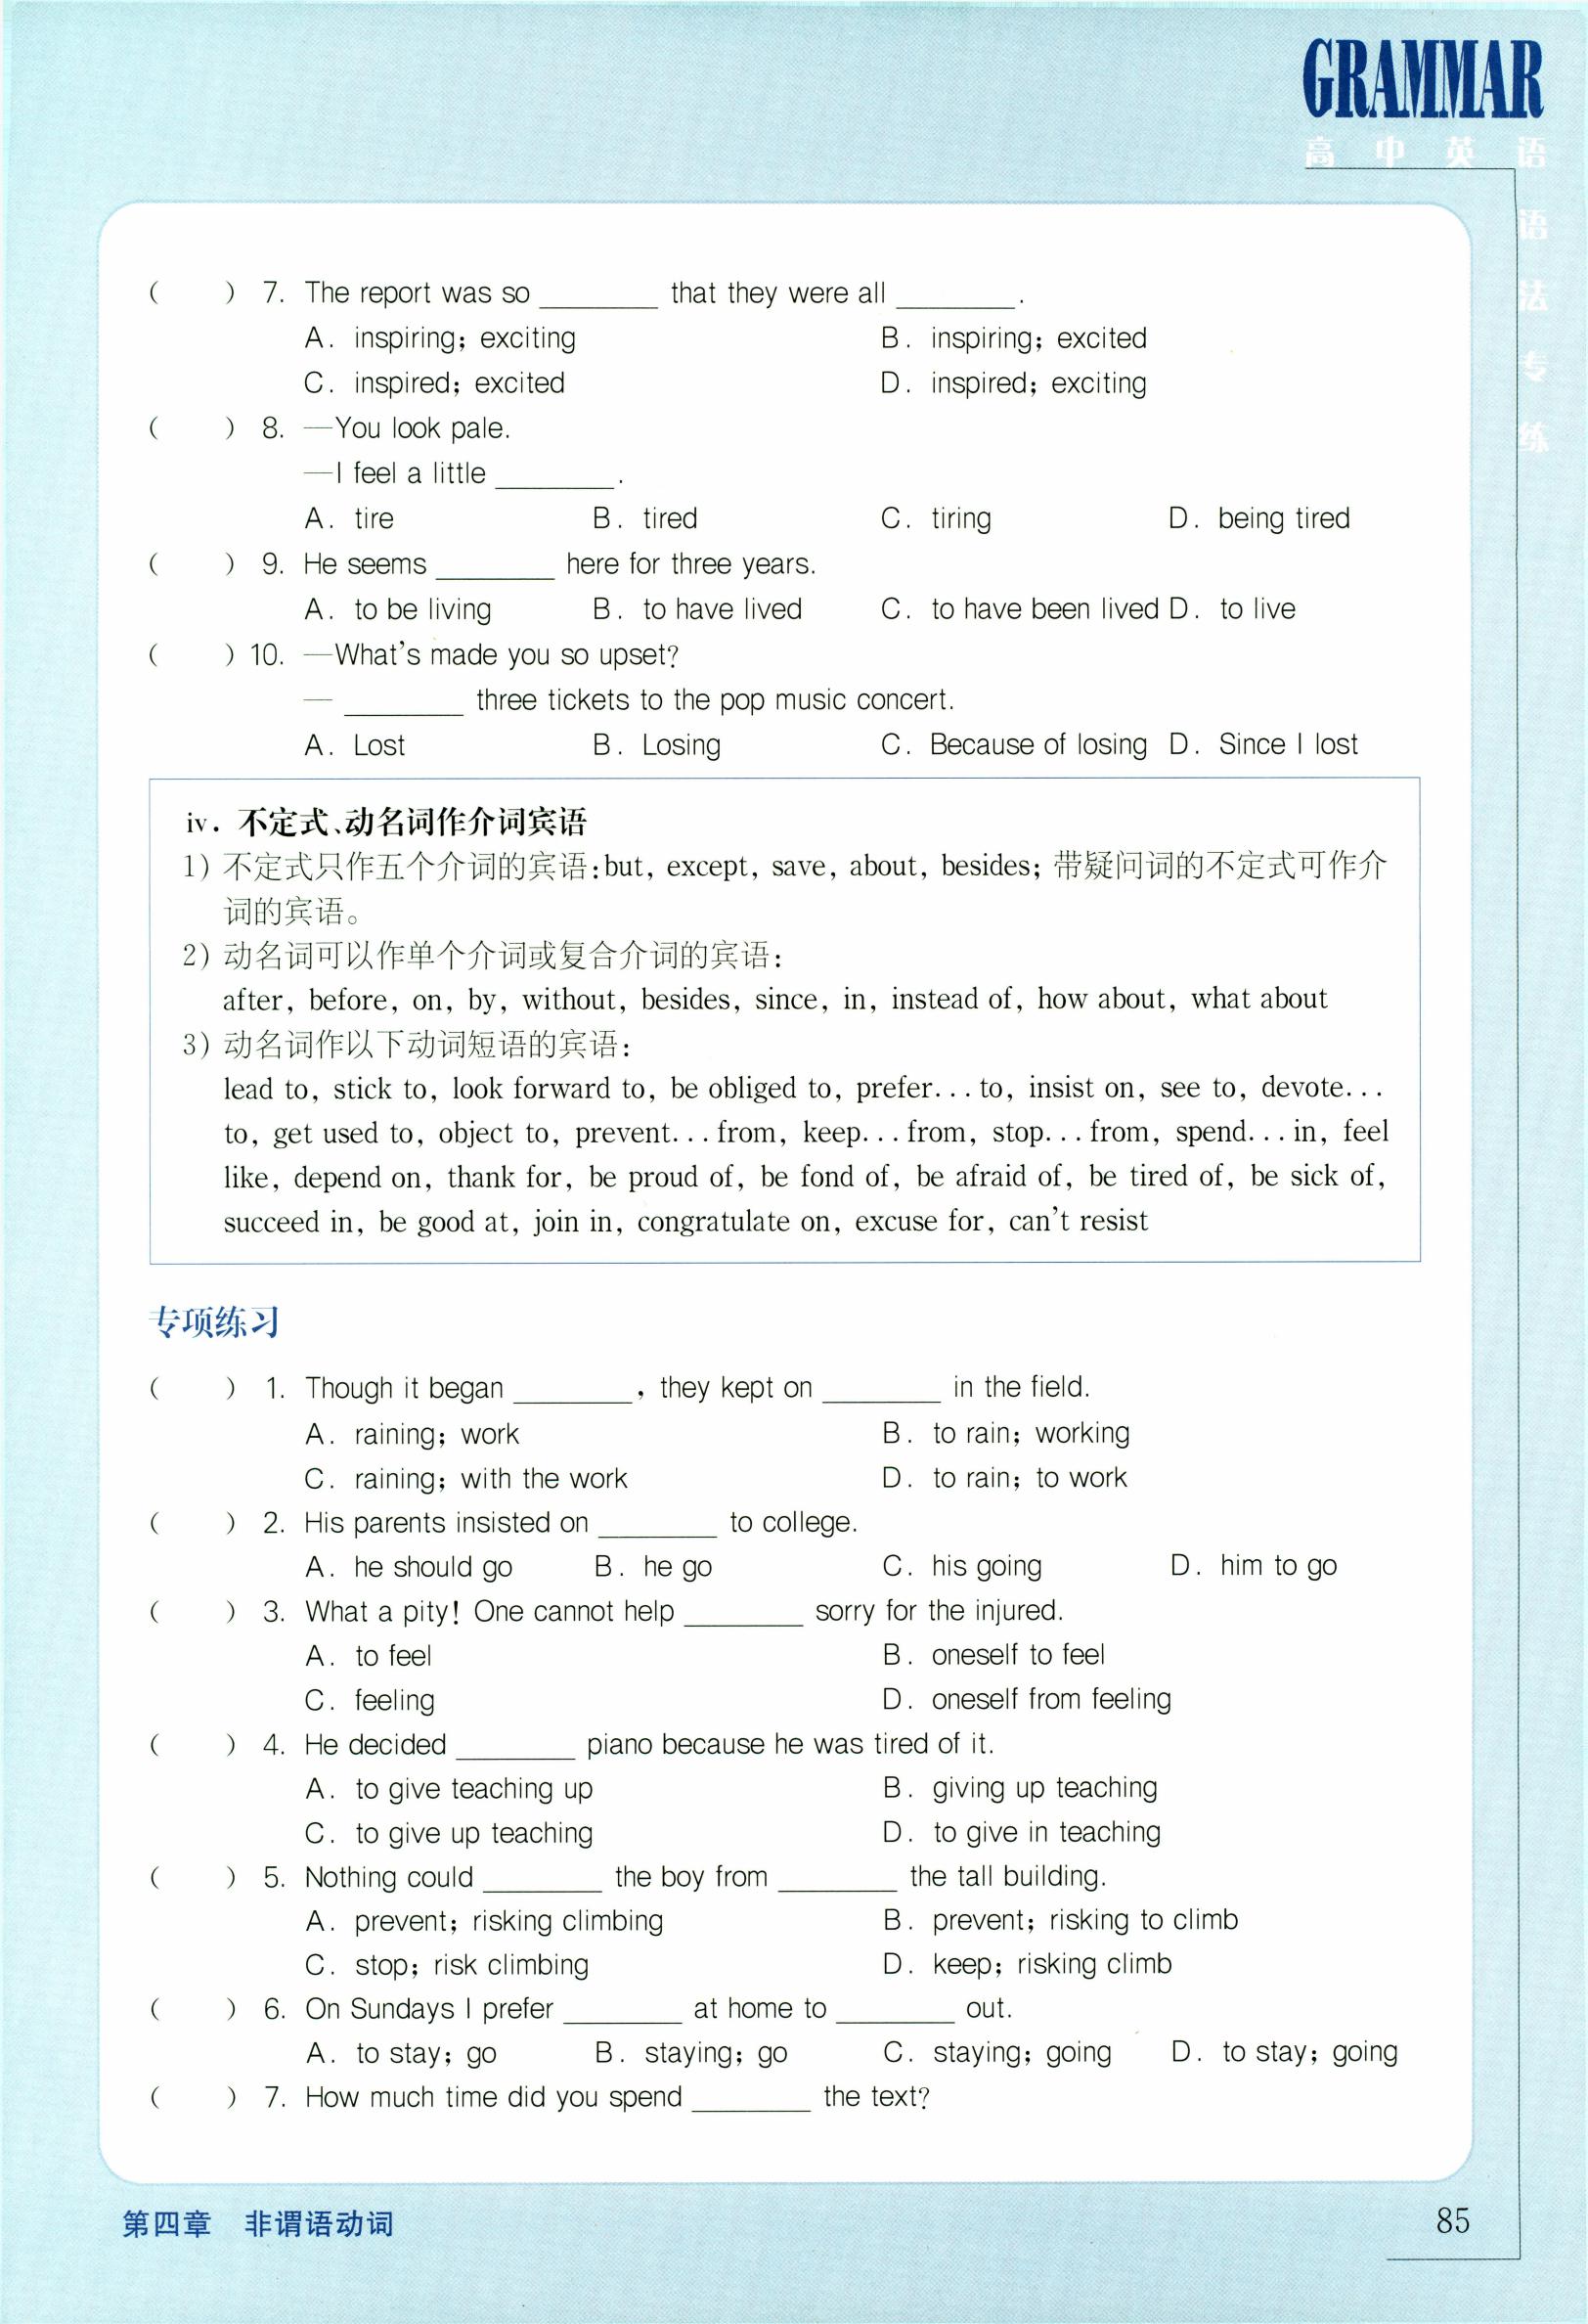 GRAMMAR
高中英语
语法专练
( ) 7. The report was so ________ that they were all ________.
A. inspiring; exciting B. inspiring; excited
C. inspired; excited D. inspired; exciting
( ) 8. —You look pale.
—I feel a little ________.
A. tire B. tired C. tiring D. being tired
( ) 9. He seems ________ here for three years.
A. to be living B. to have lived C. to have been lived D. to live
( ) 10. —What's made you so upset?
— ________ three tickets to the pop music concert.
A. Lost B. Losing C. Because of losing D. Since I lost
iv. 不定式、动名词作介词宾语
1) 不定式只作五个介词的宾语:but, except, save, about, besides; 带疑问词的不定式可作介
词的宾语。
2) 动名词可以作单个介词或复合介词的宾语:
after, before, on, by, without, besides, since, in, instead of, how about, what about
3) 动名词作以下动词短语的宾语:
lead to, stick to, look forward to, be obliged to, prefer...to, insist on, see to, devote...
to, get used to, object to, prevent...from, keep...from, stop...from, spend...in, feel
like, depend on, thank for, be proud of, be fond of, be afraid of, be tired of, be sick of,
succeed in, be good at, join in, congratulate on, excuse for, can't resist
专项练习
( ) 1. Though it began ________, they kept on ________ in the field.
A. raining; work B. to rain; working
C. raining; with the work D. to rain; to work
( ) 2. His parents insisted on ________ to college.
A. he should go B. he go C. his going D. him to go
( ) 3. What a pity! One cannot help ________ sorry for the injured.
A. to feel B. oneself to feel
C. feeling D. oneself from feeling
( ) 4. He decided ________ piano because he was tired of it.
A. to give teaching up B. giving up teaching
C. to give up teaching D. to give in teaching
( ) 5. Nothing could ________ the boy from ________ the tall building.
A. prevent; risking climbing B. prevent; risking to climb
C. stop; risk climbing D. keep; risking climb
( ) 6. On Sundays I prefer ________ at home to ________ out.
A. to stay; go B. staying; go C. staying; going D. to stay; going
( ) 7. How much time did you spend ________ the text?
第四章 非谓语动词 85